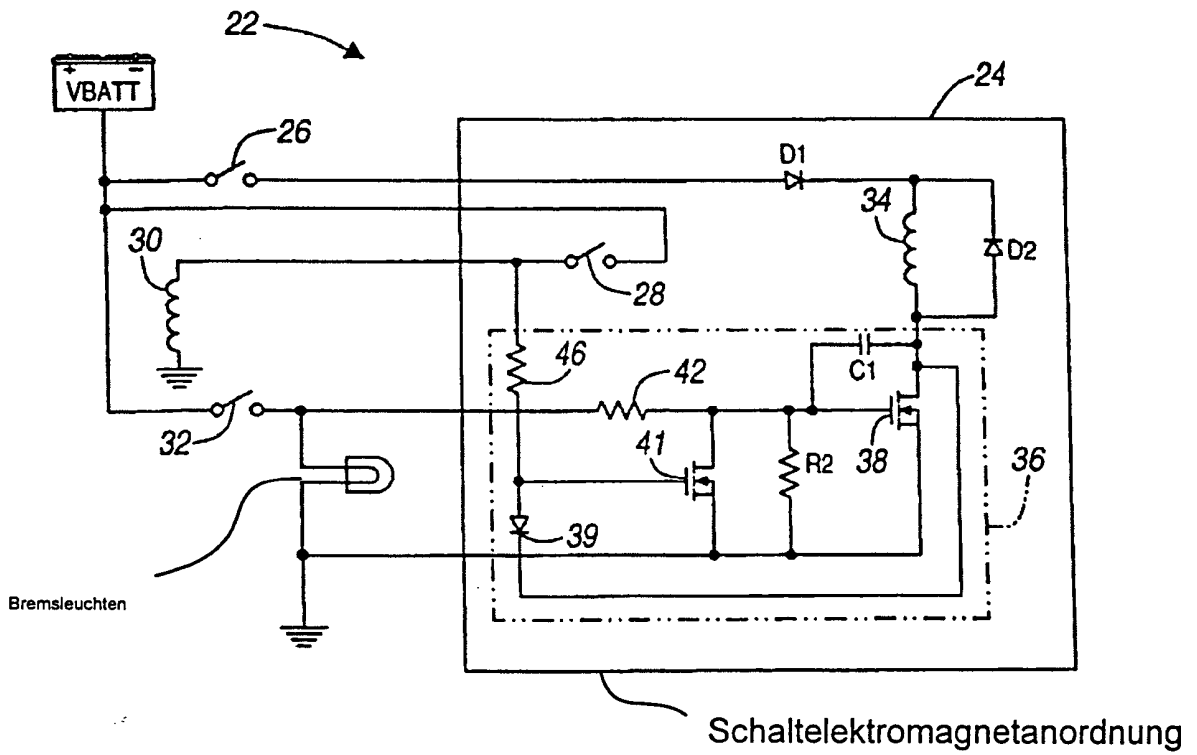 22
+ -
VBATT
24
26
D1
34
D2
30
28
46
42
C1
32
41
R2
38
36
39
Bremsleuchten
Schaltelektromagnetanordnung